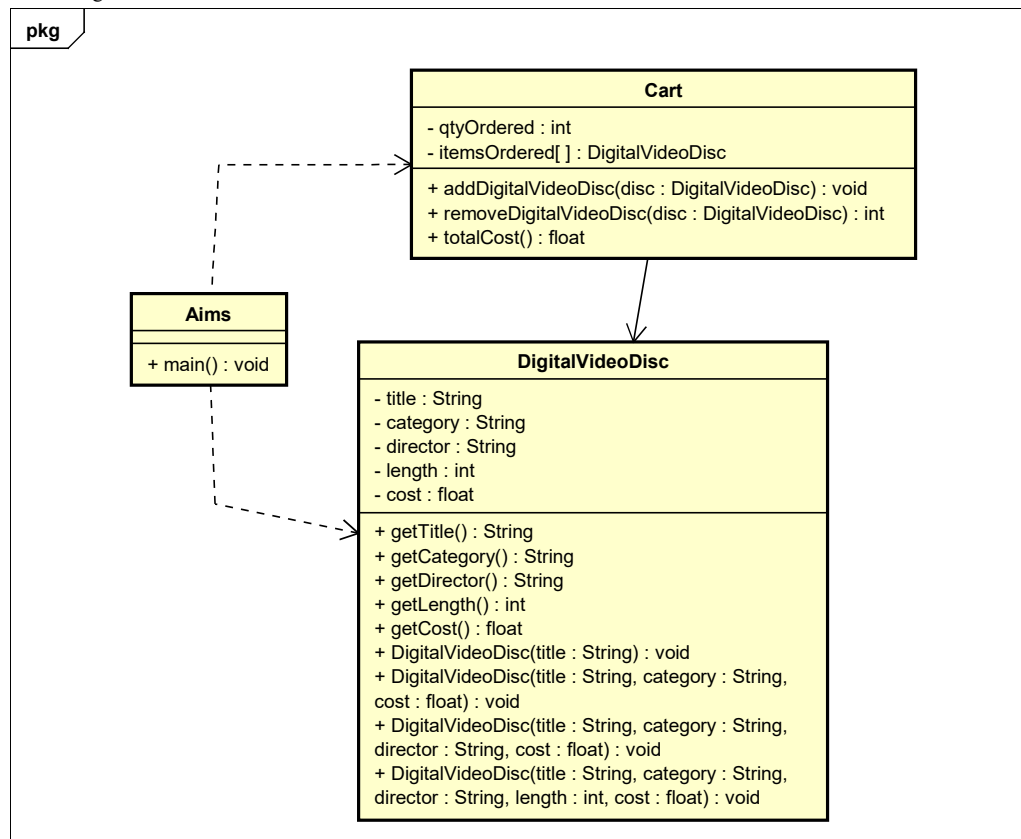 pkg
Cart
- qtyOrdered : int
- itemsOrdered[ ] : DigitalVideoDisc
+ addDigitalVideoDisc(disc : DigitalVideoDisc) : void
+ removeDigitalVideoDisc(disc : DigitalVideoDisc) : int
+ totalCost() : float
Aims
+ main() : void
DigitalVideoDisc
- title : String
- category : String
- director : String
- length : int
- cost : float
+ getTitle() : String
+ getCategory() : String
+ getDirector() : String
+ getLength() : int
+ getCost() : float
+ DigitalVideoDisc(title : String) : void
+ DigitalVideoDisc(title : String, category : String,
cost : float) : void
+ DigitalVideoDisc(title : String, category : String,
director : String, cost : float) : void
+ DigitalVideoDisc(title : String, category : String,
director : String, length : int, cost : float) : void